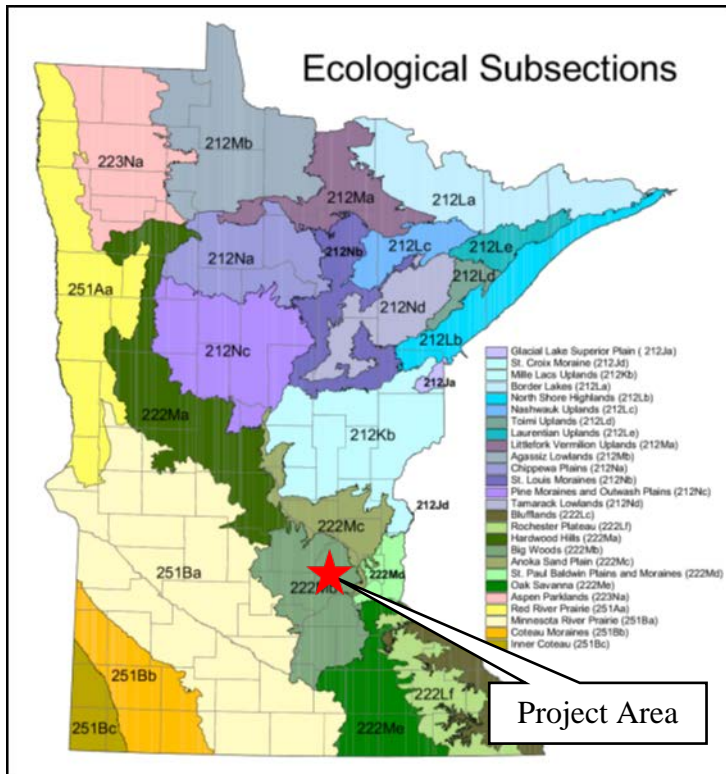 Ecological Subsections
212Mb
223Na
212La
212Ma
212Nb
212Lc
212Le
212Na
212Ld
251Aa
212Nd
212Lb
212Nc
212Ja
222Ma
212Kb
212Jd
222Mc
251Ba
222Mb
222Md
251Bb
222Lf
251Bc
222Me
Glacial Lake Superior Plain ( 212Ja)
St. Croix Moraine (212Jd)
Mille Lacs Uplands (212Kb)
Border Lakes (212La)
North Shore Highlands (212Lb)
Nashwauk Uplands (212Lc)
Toimi Uplands (212Ld)
Laurentian Uplands (212Le)
Littlefork Vermilion Uplands (212Ma)
Agassiz Lowlands (212Mb)
Chippewa Plains (212Na)
St. Louis Moraines (212Nb)
Pine Moraines and Outwash Plains (212Nc)
Tamarack Lowlands (212Nd)
Blufflands (222Lc)
Rochester Plateau (222Lf)
Hardwood Hills (222Ma)
Big Woods (222Mb)
Anoka Sand Plain (222Mc)
St. Paul Baldwin Plains and Moraines (222Md)
Oak Savanna (222Me)
Aspen Parklands (223Na)
Red River Prairie (251Aa)
Minnesota River Prairie (251Ba)
Coteau Moraines (251Bb)
Inner Coteau (251Bc)
Project Area